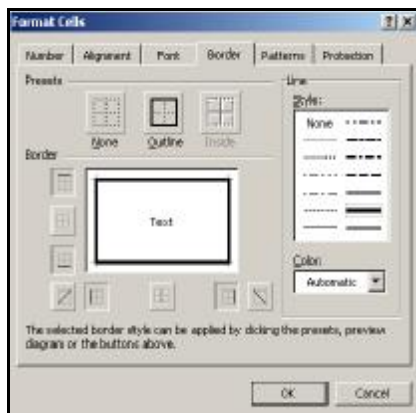 Format Cells
Number Alignment Font Border Patterns Protection
Presets
Line
Style:
None
None Outline Inside
Border
Text
Color:
Automatic
The selected border style can be applied by clicking the presets, preview
diagram or the buttons above.
OK Cancel